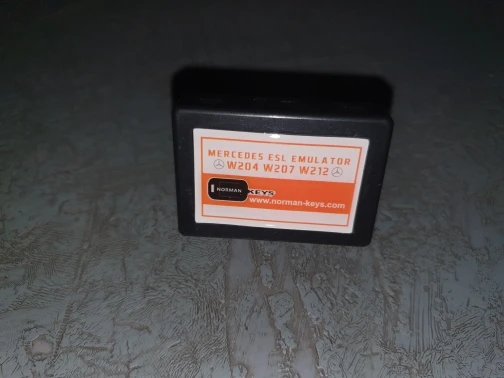 MERCEDES ESL EMULATOR
W204 W207 W212
NORMAN KEYS
www.norman-keys.com